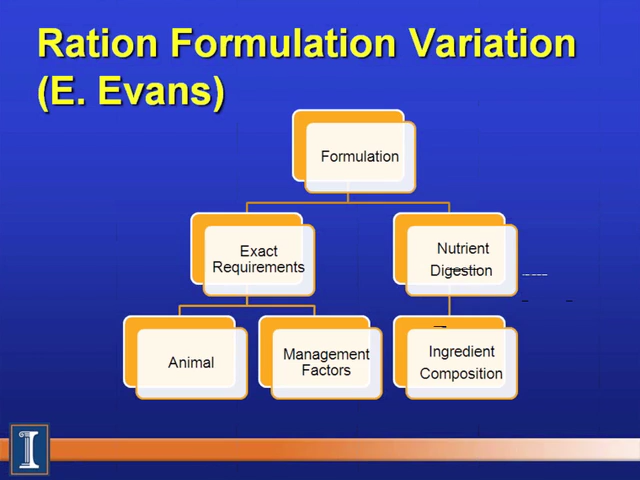 Ration Formulation Variation
(E. Evans)
Formulation
Exact
Requirements
Nutrient
Digestion
Animal
Management
Factors
Ingredient
Composition
I